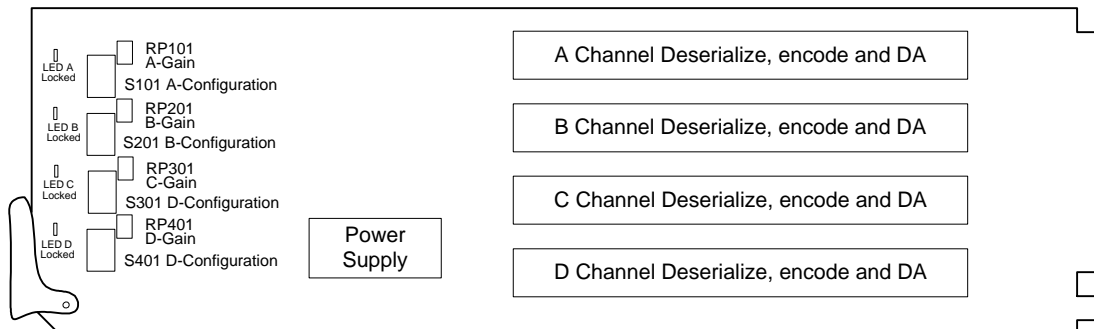 LED A
Locked
RP101
A-Gain
S101 A-Configuration
LED B
Locked
RP201
B-Gain
S201 B-Configuration
LED C
Locked
RP301
C-Gain
S301 D-Configuration
LED D
Locked
RP401
D-Gain
S401 D-Configuration
Power
Supply
A Channel Deserialize, encode and DA
B Channel Deserialize, encode and DA
C Channel Deserialize, encode and DA
D Channel Deserialize, encode and DA